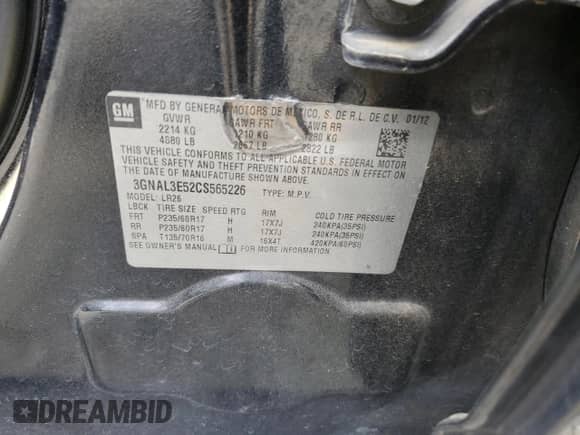 GM
MFD BY GENERAL MOTORS DE MEXICO, S. DE R.L. DE C.V. 01/12
GVWR GAWR FRT GAWR RR
2214 KG 1210 KG 1280 KG
4880 LB 2667 LB 2822 LB
THIS VEHICLE CONFORMS TO ALL APPLICABLE U.S. FEDERAL MOTOR
VEHICLE SAFETY AND THEFT PREVENTION STANDARDS IN EFFECT ON
THE DATE OF MANUFACTURE SHOWN ABOVE.
3GNAL3E52CS565226 TYPE: M.P.V.
MODEL: LR26
LBCK TIRE SIZE SPEED RTG RIM COLD TIRE PRESSURE
FRT P235/60R17 H 17X7J 240KPA(35PSI)
RR P235/60R17 H 17X7J 240KPA(35PSI)
SPA T135/70R16 M 16X4T 420KPA(60PSI)
SEE OWNER'S MANUAL FOR MORE INFORMATION.
DREAMBID